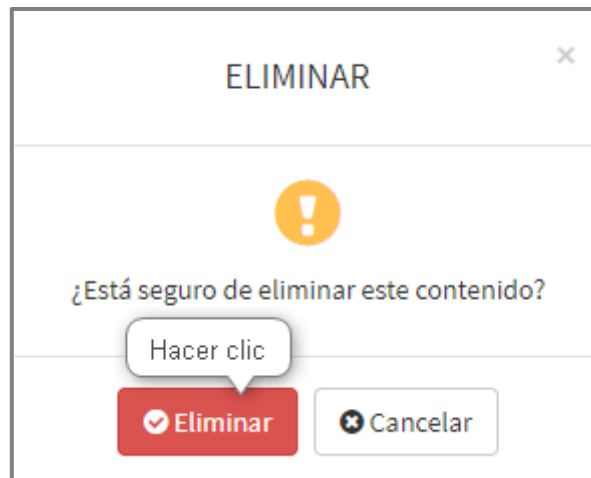 ELIMINAR
¿Está seguro de eliminar este contenido?
Hacer clic
Eliminar
Cancelar